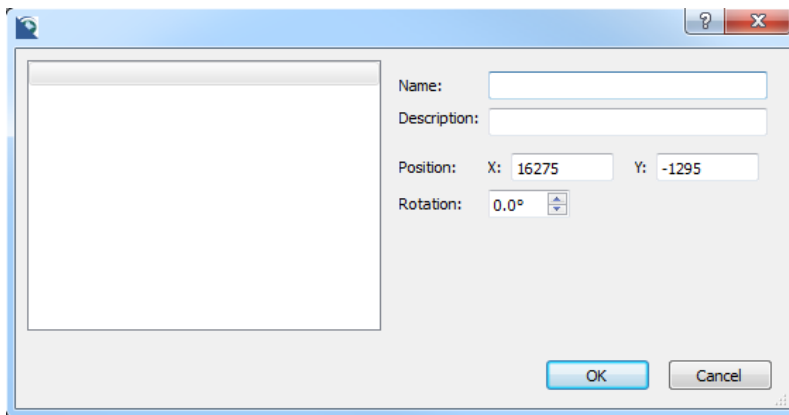 Name:
Description:
Position: X: 16275 Y: -1295
Rotation: 0.0°
OK Cancel